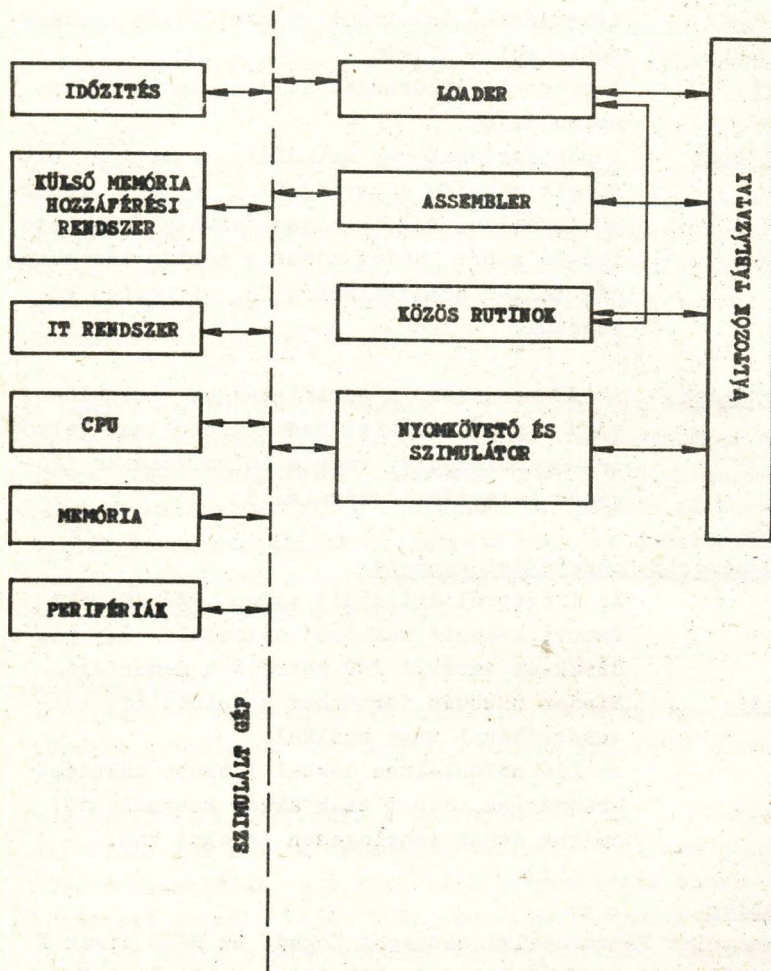 IDŐZITÉS
KÜLSŐ MEMÓRIA
HOZZÁFÉRÉSI
RENDSZER
IT RENDSZER
CPU
MEMÓRIA
PERIFÉRIÁK
SZIMULÁLT GÉP
LOADER
ASSEMBLER
KÖZÖS RUTINOK
NYOMKÖVETŐ ÉS
SZIMULÁTOR
VÁLTOZÓK TÁBLÁZATAI